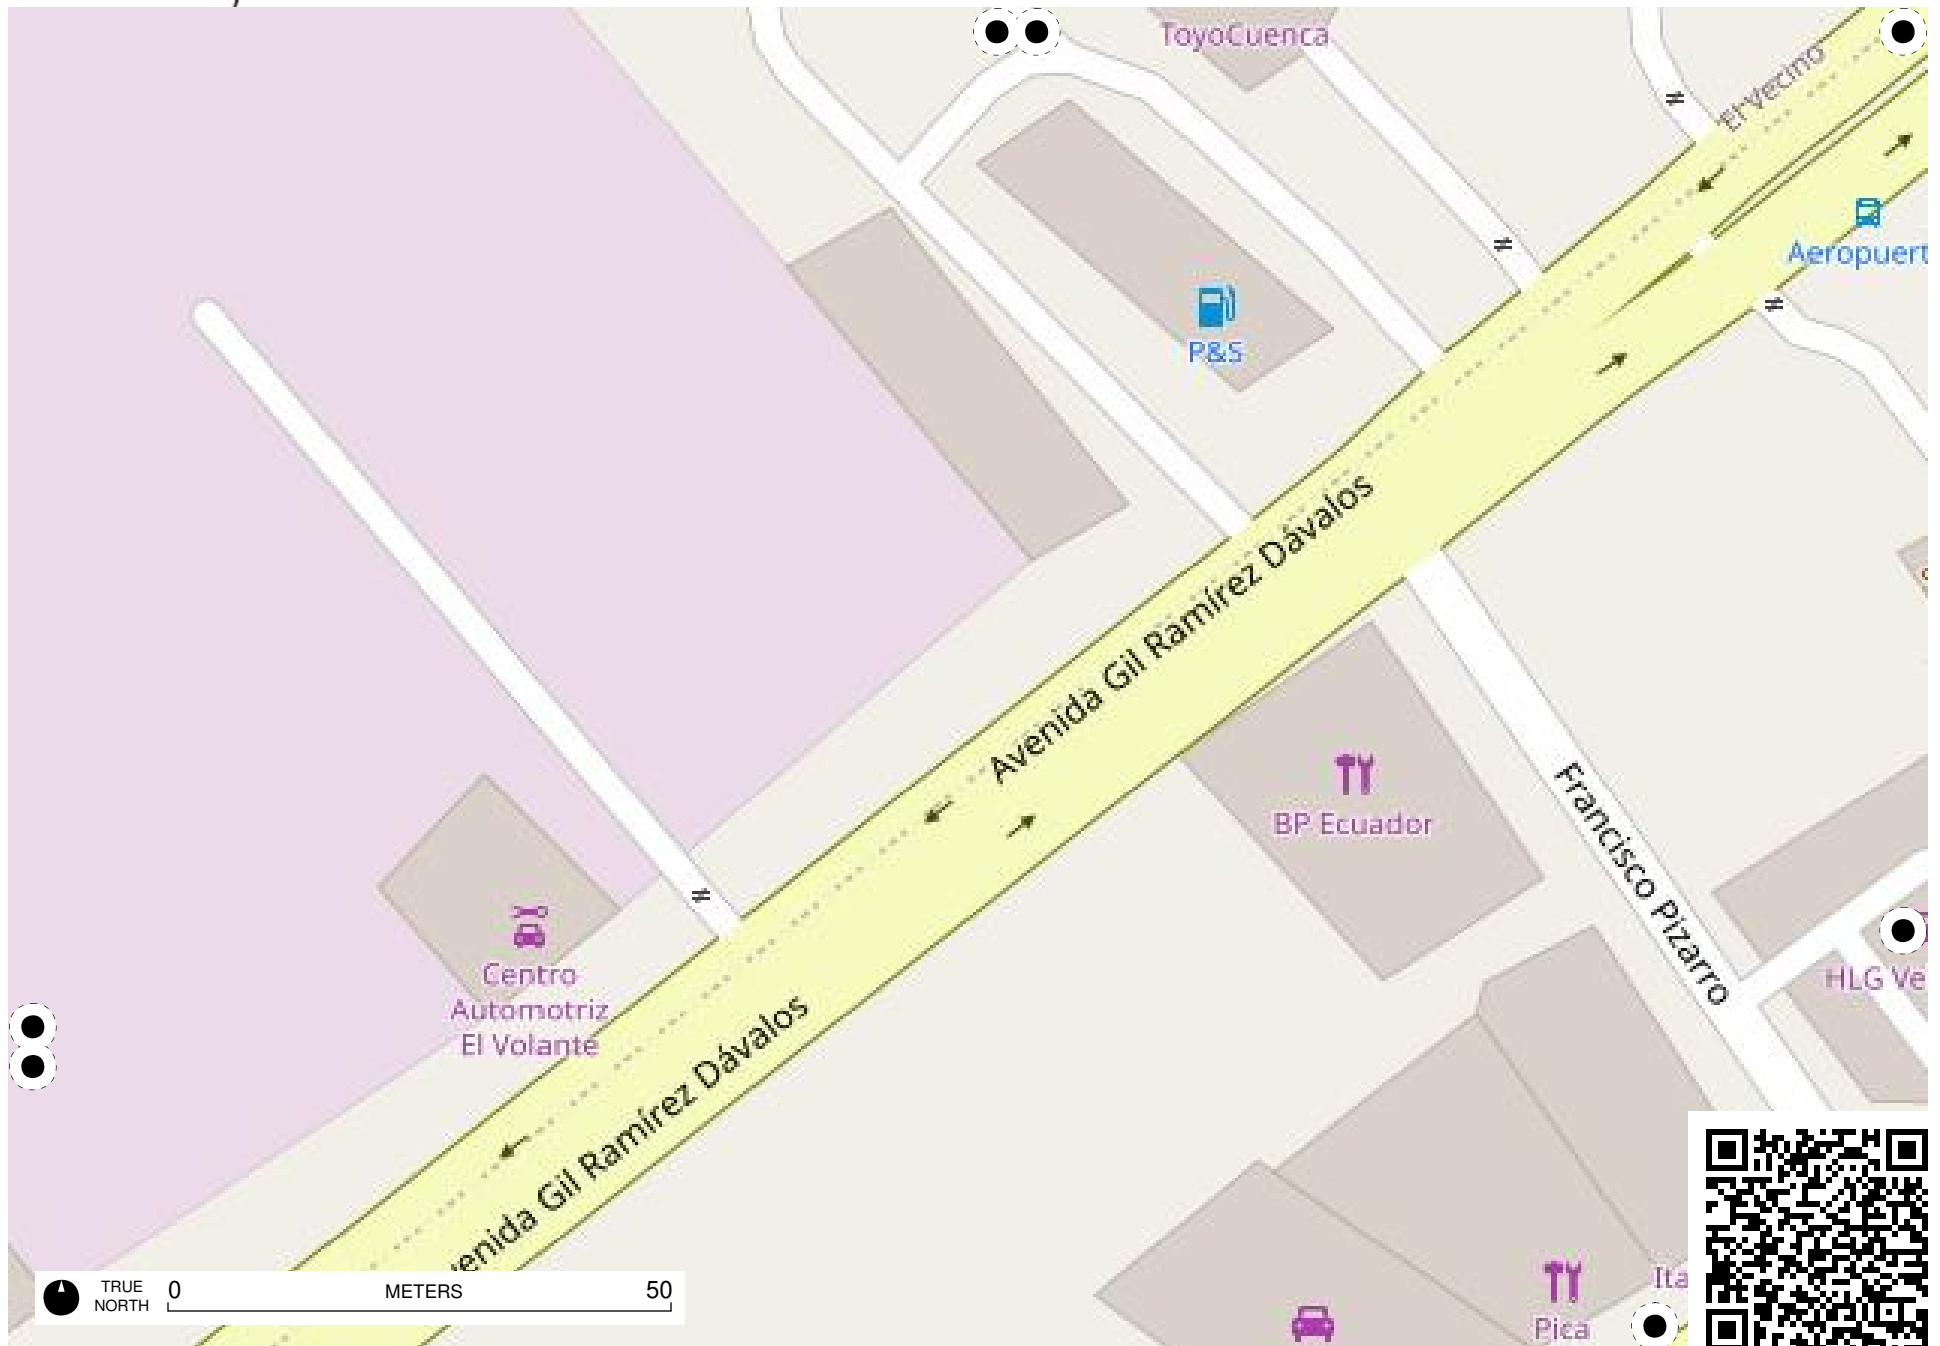 ToyoCuenca
El Vecino
Aeropuert
P&S
Avenida Gil Ramírez Dávalos
BP Ecuador
Francisco Pizarro
HLG Ve
Centro
Automotriz
El Volante
venida Gil Ramírez Dávalos
Ita
Pica
TRUE
NORTH
0 METERS 50